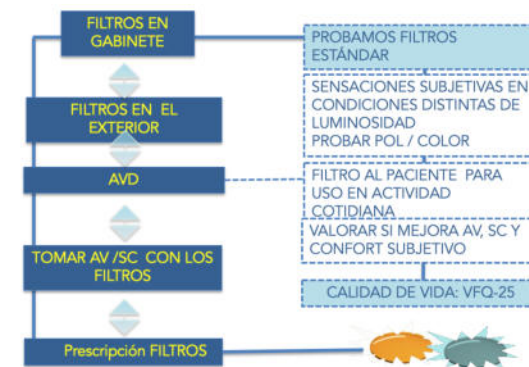 FILTROS EN
GABINETE
PROBAMOS FILTROS
ESTÁNDAR
FILTROS EN EL
EXTERIOR
SENSACIONES SUBJETIVAS EN
CONDICIONES DISTINTAS DE
LUMINOSIDAD
PROBAR POL / COLOR
AVD
FILTRO AL PACIENTE PARA
USO EN ACTIVIDAD
COTIDIANA
TOMAR AV /SC CON LOS
FILTROS
VALORAR SI MEJORA AV, SC Y
CONFORT SUBJETIVO
CALIDAD DE VIDA: VFQ-25
Prescripción FILTROS